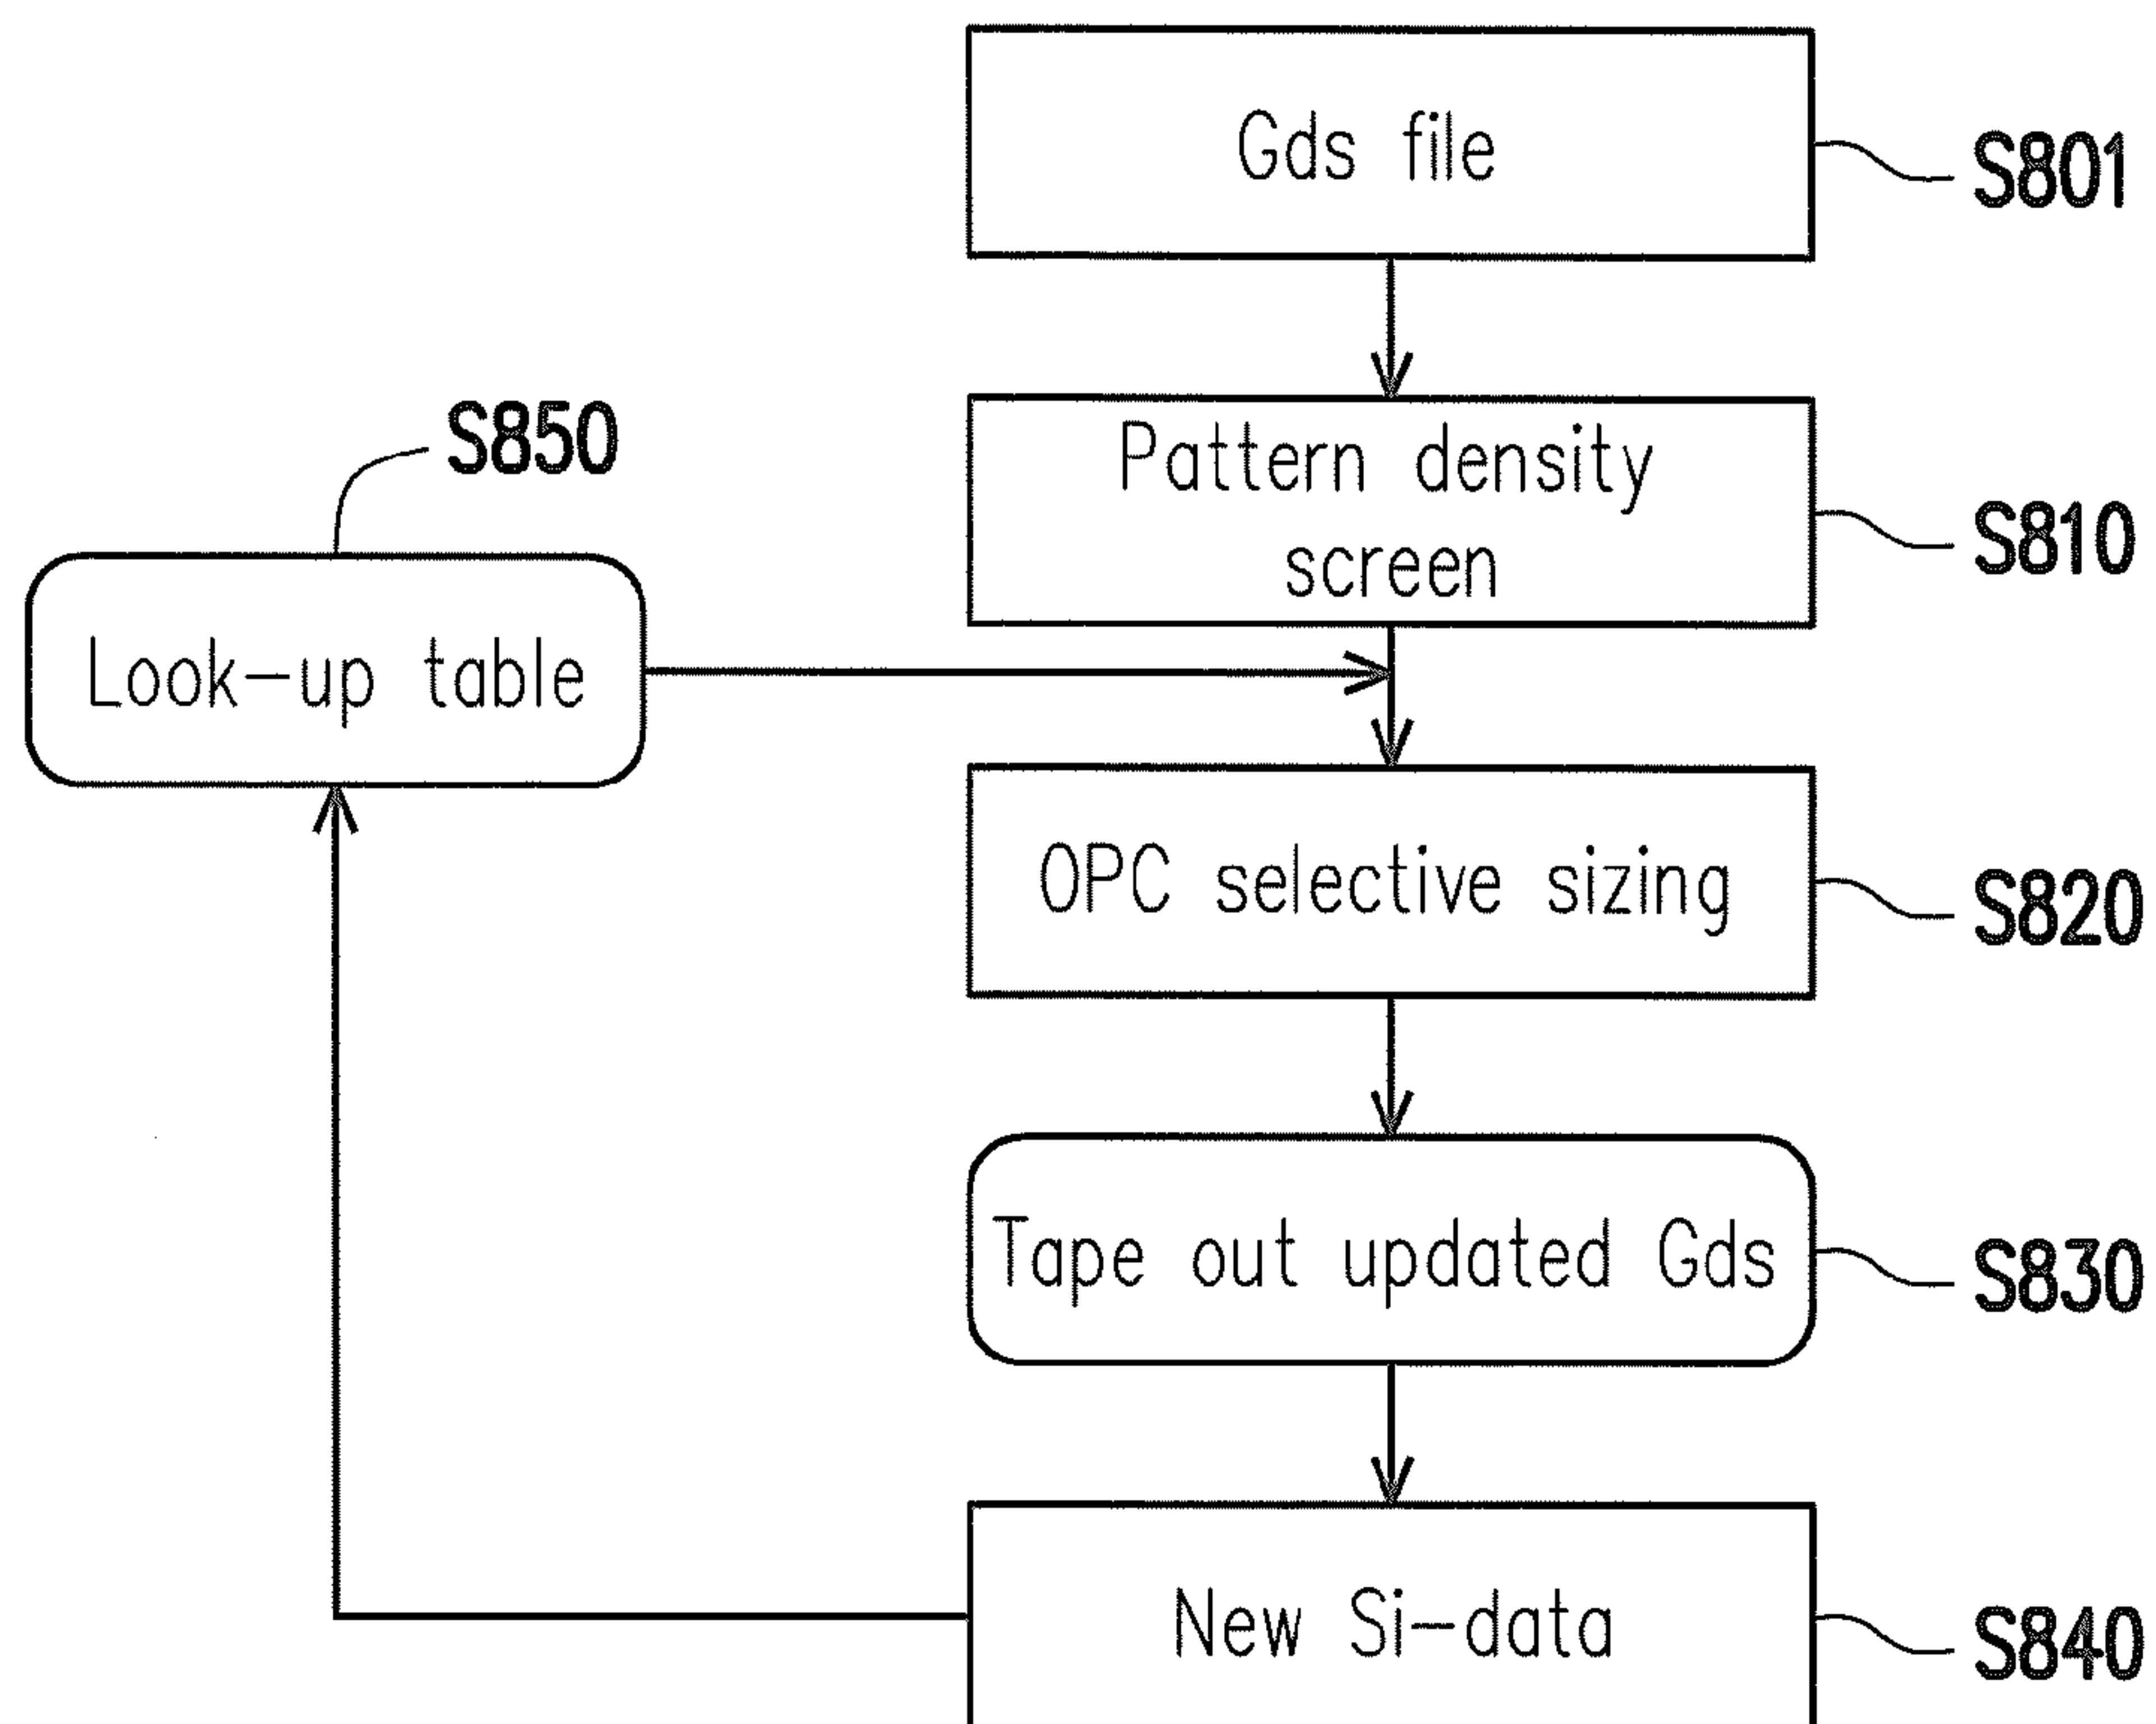 Gds file
S801
Pattern density
screen
S810
S850
Look-up table
OPC selective sizing
S820
Tape out updated Gds
S830
New Si-data
S840